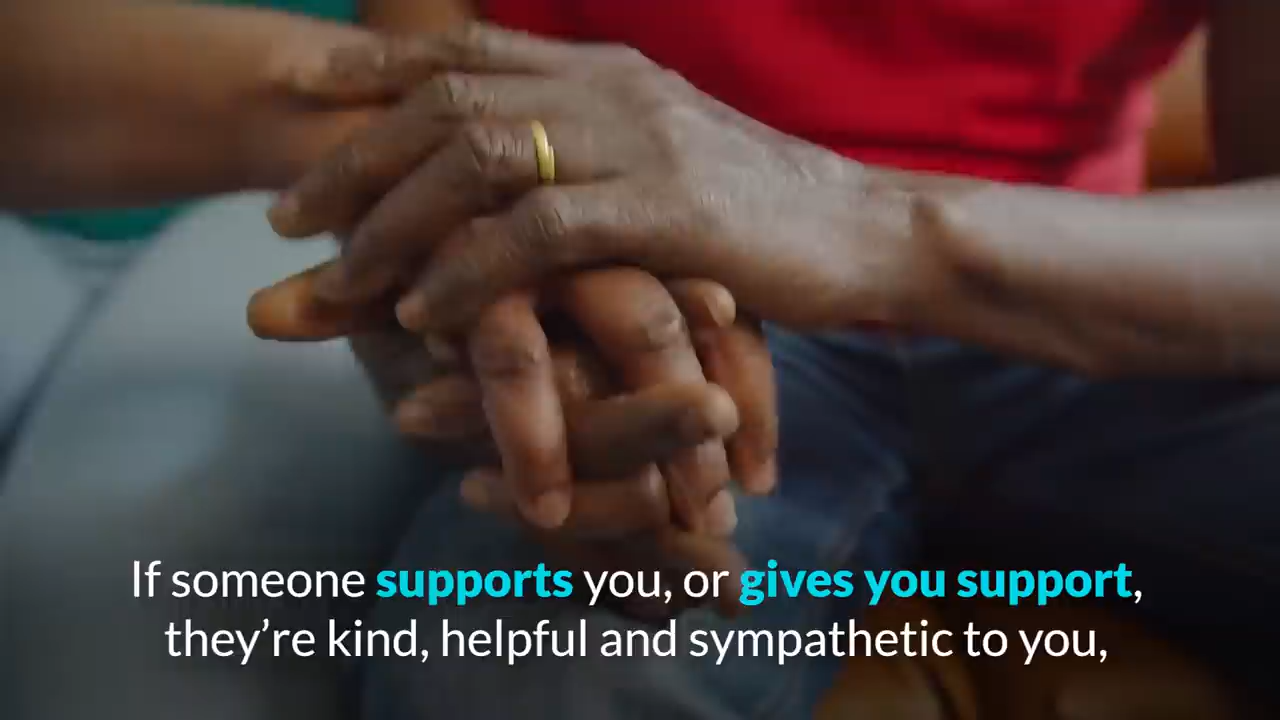 If someone supports you, or gives you support,
they’re kind, helpful and sympathetic to you,